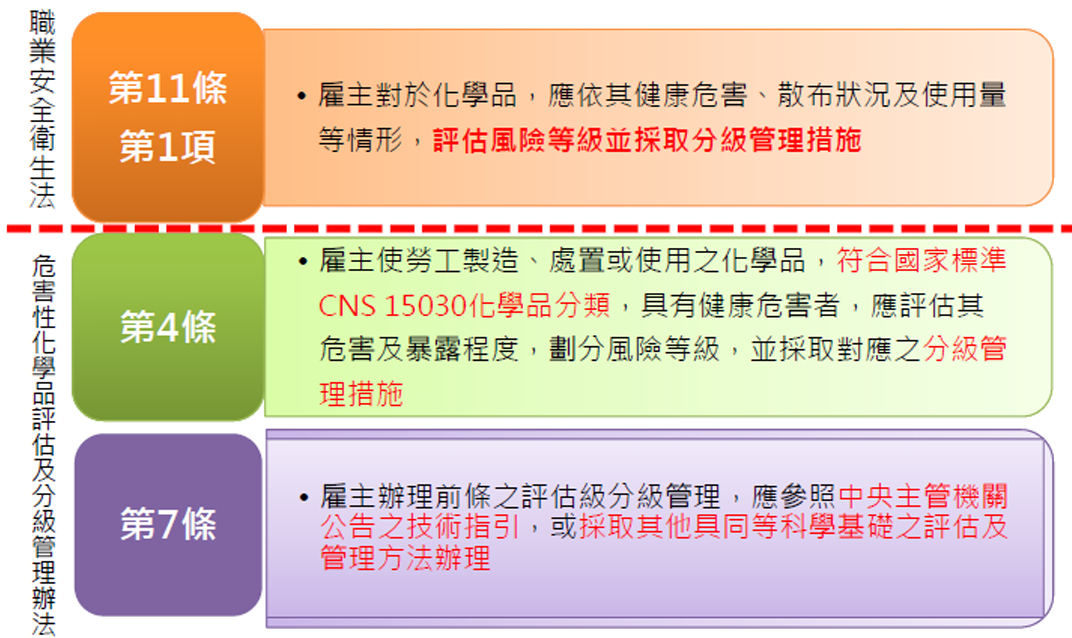 職業安全衛生法
第11條
第1項
•雇主對於化學品，應依其健康危害、散布狀況及使用量
等情形，評估風險等級並採取分級管理措施
危害性化學品評估及分級管理辦法
第4條
•雇主使勞工製造、處置或使用之化學品，符合國家標準
CNS 15030化學品分類，具有健康危害者，應評估其
危害及暴露程度，劃分風險等級，並採取對應之分級管
理措施
第7條
•雇主辦理前條之評估級分級管理，應參照中央主管機關
公告之技術指引，或採取其他具同等科學基礎之評估及
管理方法辦理